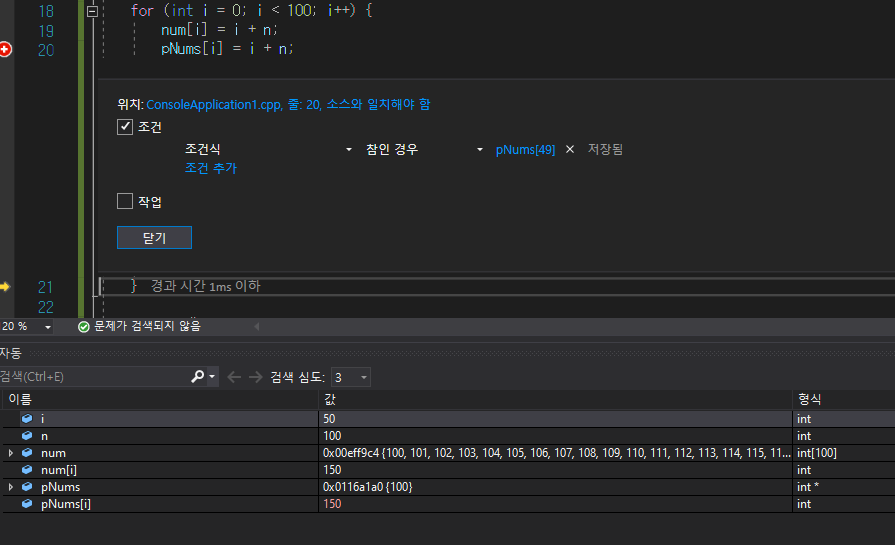 18 for (int i = 0; i < 100; i++) {
19 num[i] = i + n;
20 pNums[i] = i + n;
위치: ConsoleApplication1.cpp, 줄: 20, 소스와 일치해야 함
조건
조건식 참인 경우 pNums[49] × 저장됨
조건 추가
작업
닫기
21 } 경과 시간 1ms 이하
22
20 % 문제가 검색되지 않음
자동
검색(Ctrl+E) 검색 심도: 3
이름 값 형식
i 50 int
n 100 int
num 0x00eff9c4 {100, 101, 102, 103, 104, 105, 106, 107, 108, 109, 110, 111, 112, 113, 114, 115, 11... int[100]
num[i] 150 int
pNums 0x0116a1a0 {100} int *
pNums[i] 150 int